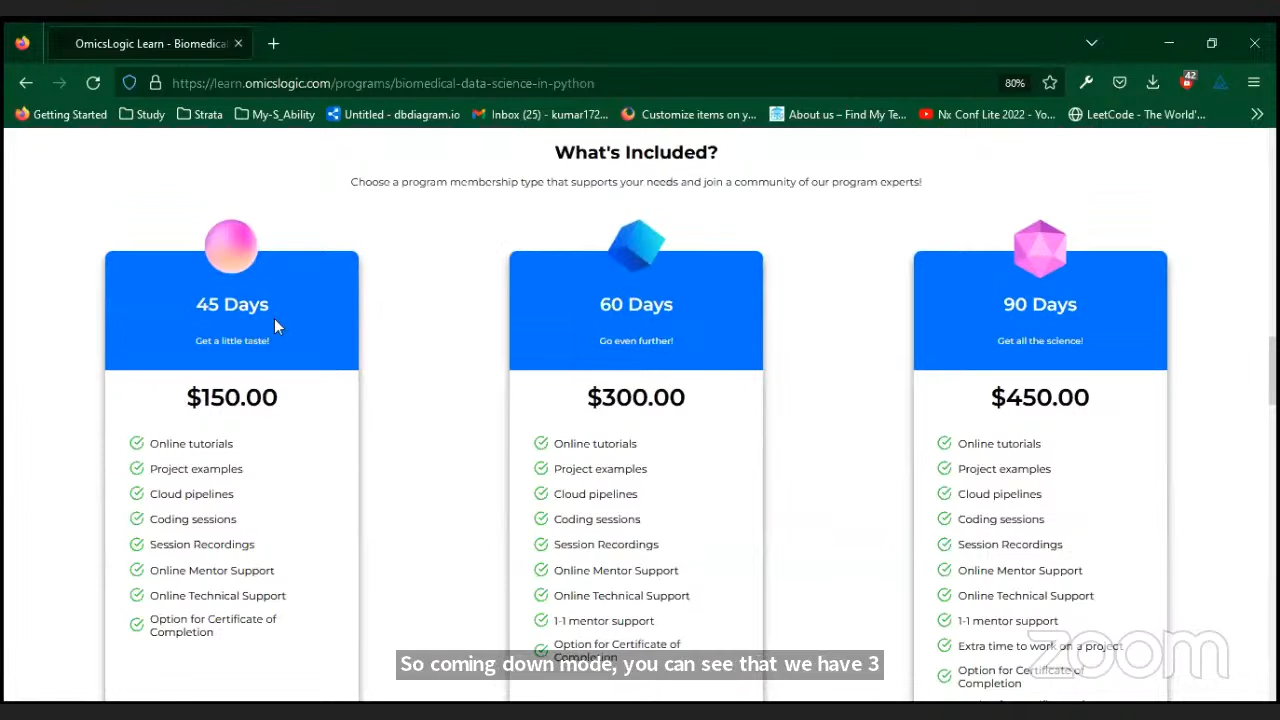 OmicsLogic Learn - Biomedical
https://learn.omicslogic.com/programs/biomedical-data-science-in-python
80%
42
Getting Started
Study
Strata
My-S_Ability
Untitled - dbdiagram.io
Inbox (25) - kumar172...
Customize items on y...
About us – Find My Te...
Nx Conf Lite 2022 - Yo...
LeetCode - The World'...
What's Included?
Choose a program membership type that supports your needs and join a community of our program experts!
45 Days
Get a little taste!
$150.00
Online tutorials
Project examples
Cloud pipelines
Coding sessions
Session Recordings
Online Mentor Support
Online Technical Support
Option for Certificate of
Completion
60 Days
Go even further!
$300.00
Online tutorials
Project examples
Cloud pipelines
Coding sessions
Session Recordings
Online Mentor Support
Online Technical Support
1-1 mentor support
Option for Certificate of
Completion
90 Days
Get all the science!
$450.00
Online tutorials
Project examples
Cloud pipelines
Coding sessions
Session Recordings
Online Mentor Support
Online Technical Support
1-1 mentor support
Extra time to work on a project
Option for Certificate of
Completion
So coming down mode, you can see that we have 3
zoom